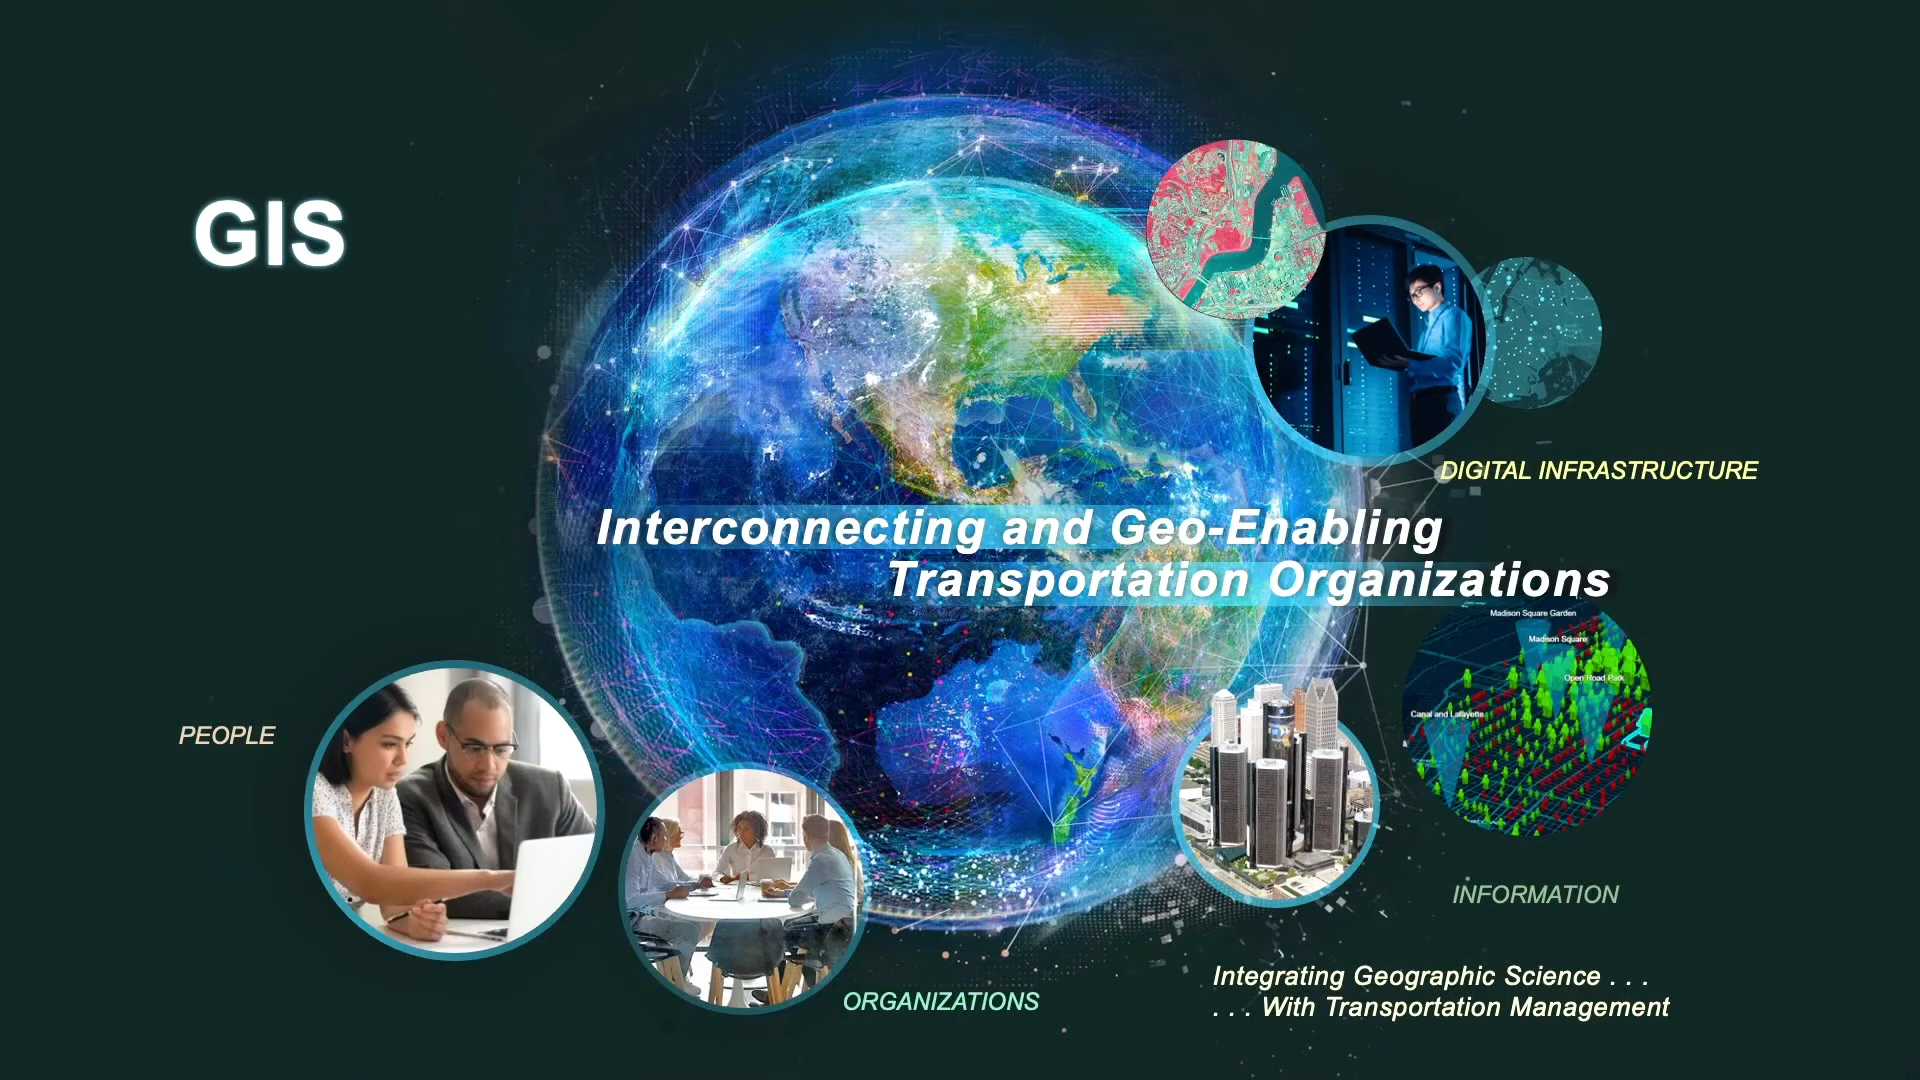 GIS
DIGITAL INFRASTRUCTURE
Interconnecting and Geo-Enabling
Transportation Organizations
Madison Square Garden
Madison Square
Open Road Park
Canal and Lafayette
PEOPLE
INFORMATION
ORGANIZATIONS
Integrating Geographic Science . . .
. . . With Transportation Management